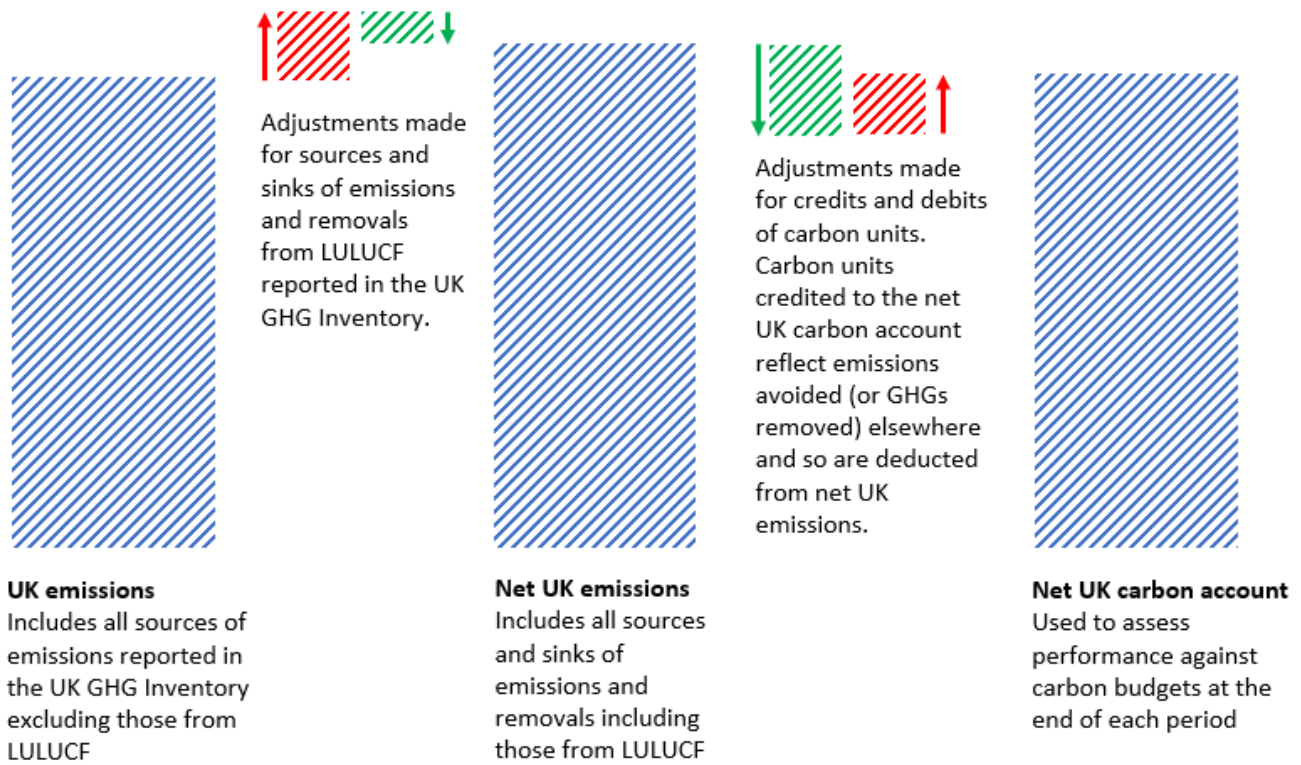 Adjustments made
for sources and
sinks of emissions
and removals
from LULUCF
reported in the UK
GHG Inventory.
Adjustments made
for credits and debits
of carbon units.
Carbon units
credited to the net
UK carbon account
reflect emissions
avoided (or GHGs
removed) elsewhere
and so are deducted
from net UK
emissions.
UK emissions
Includes all sources of
emissions reported in
the UK GHG Inventory
excluding those from
LULUCF
Net UK emissions
Includes all sources
and sinks of
emissions and
removals including
those from LULUCF
Net UK carbon account
Used to assess
performance against
carbon budgets at the
end of each period